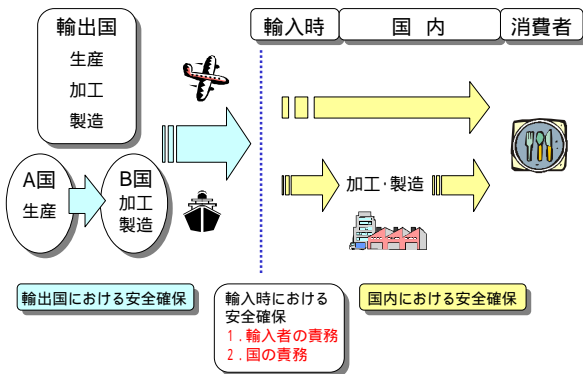 輸出国
生産
加工
製造
A国
生産
B国
加工
製造
輸入時
国 内
消費者
加工・製造
輸出国における安全確保
輸入時における
安全確保
１．輸入者の責務
２．国の責務
国内における安全確保